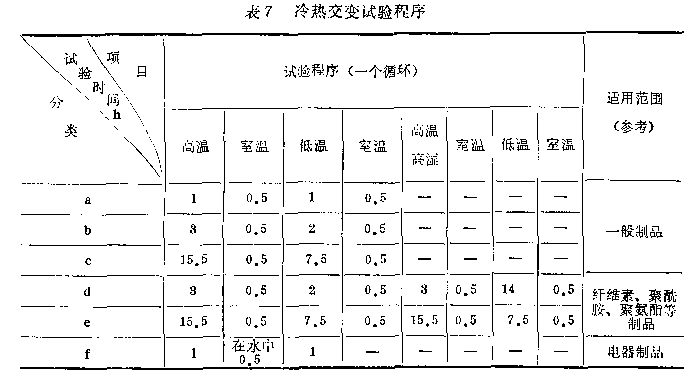 表7 冷热交变试验程序
试验时间h 项目 分类
试验程序(一个循环)
适用范围
(参考)
高温 室温 低温 室温 高温高湿 室温 低温 室温
a 1 0.5 1 0.5 — — — —
b 3 0.5 2 0.5 — — — —
一般制品
c 15.5 0.5 7.5 0.5 — — — —
d 3 0.5 2 0.5 3 0.5 14 0.5
e 15.5 0.5 7.5 0.5 15.5 0.5 7.5 0.5
纤维素、聚酰
胺、聚氨酯等
制品
f 1 在水中0.5 1 — — — — — 电器制品